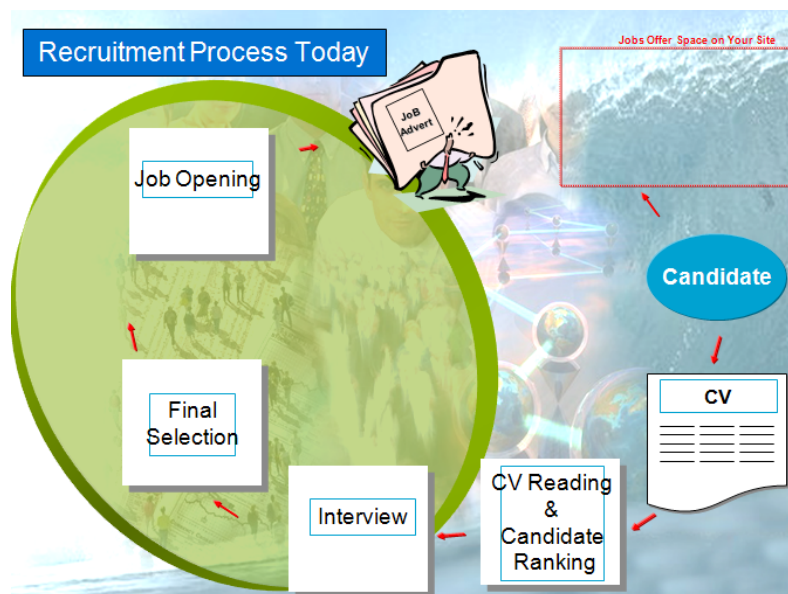 Recruitment Process Today
Jobs Offer Space on Your Site
JoB
Advert
Job Opening
Candidate
CV
Final
Selection
Interview
CV Reading
&
Candidate
Ranking